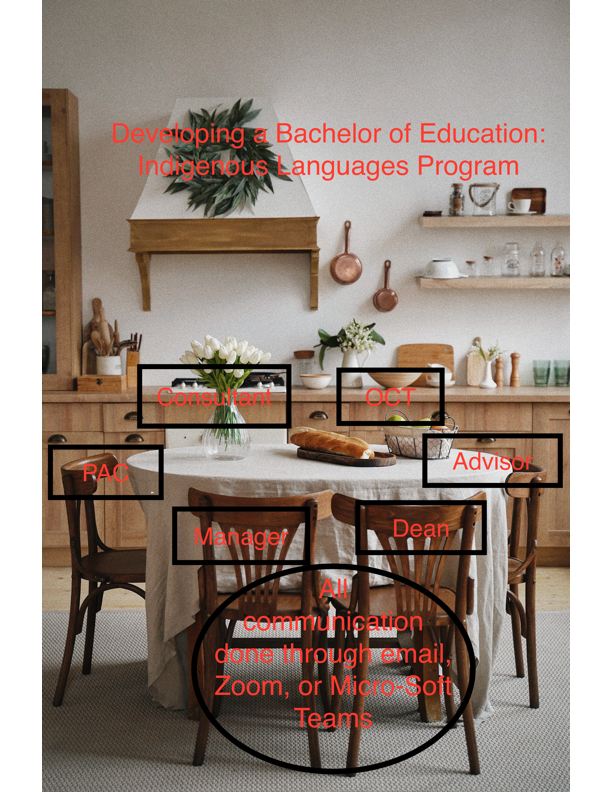 Developing a Bachelor of Education:
Indigenous Languages Program
Consultant
OCT
PAC
Advisor
Manager
Dean
All
communication
done through email,
Zoom, or Micro-Soft
Teams